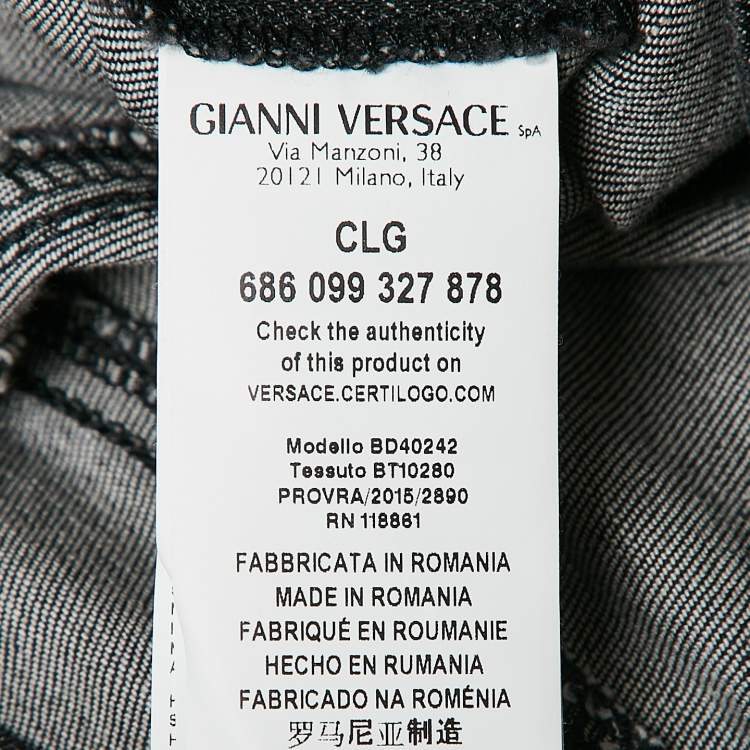 GIANNI VERSACE SpA
Via Manzoni, 38
20121 Milano, Italy
CLG
686 099 327 878
Check the authenticity
of this product on
VERSACE.CERTILOGO.COM
Modello BD40242
Tessuto BT10280
PROVRA/2015/2890
RN 118861
FABBRICATA IN ROMANIA
MADE IN ROMANIA
FABRIQUÉ EN ROUMANIE
HECHO EN RUMANIA
FABRICADO NA ROMÉNIA
罗马尼亚制造